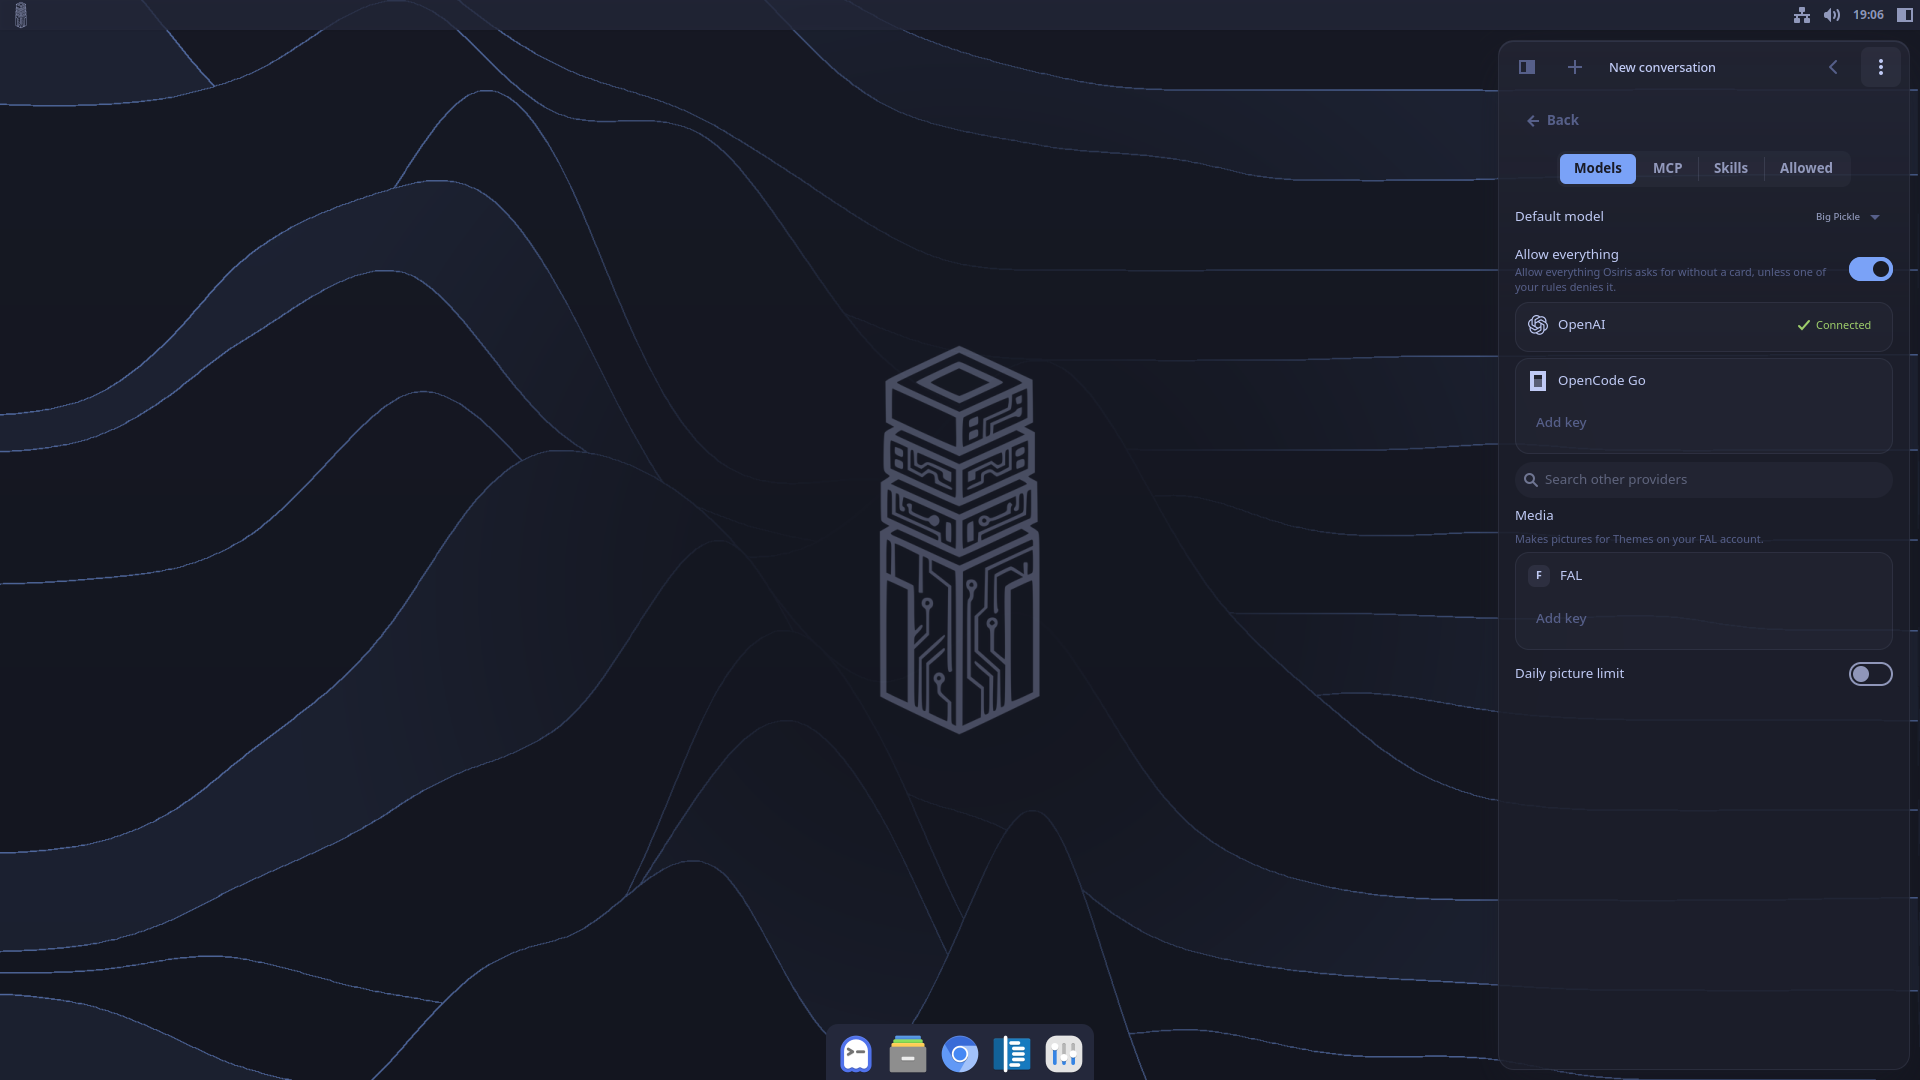 19:06
New conversation
Back
Models MCP Skills Allowed
Default model Big Pickle
Allow everything
Allow everything Osiris asks for without a card, unless one of
your rules denies it.
OpenAI Connected
OpenCode Go
Add key
Search other providers
Media
Makes pictures for Themes on your FAL account.
F FAL
Add key
Daily picture limit